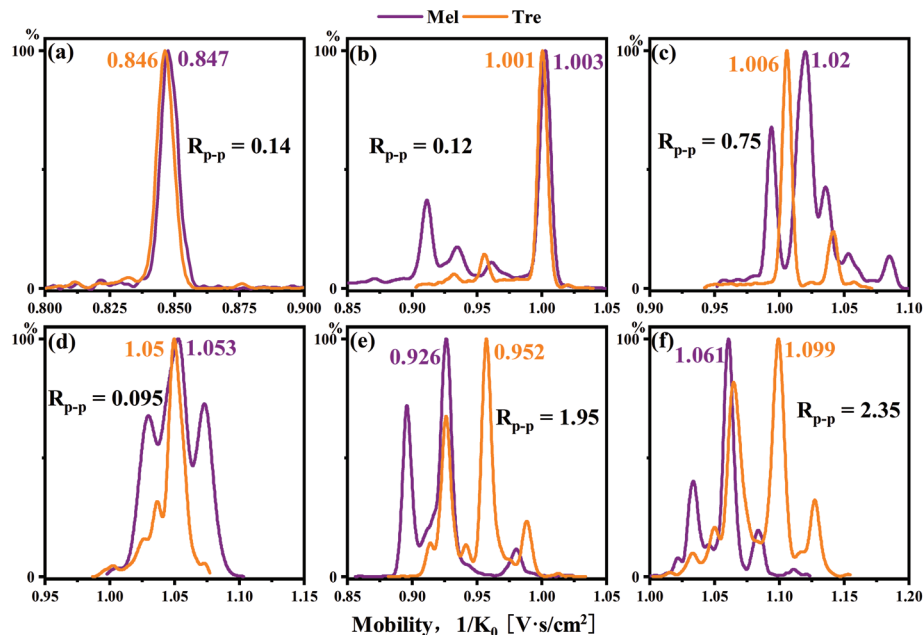 Mel Tre
%
(a)
100
0.846 0.847
R_{p-p} = 0.14
0
0.800 0.825 0.850 0.875 0.900
%
(b)
100
1.001 1.003
R_{p-p} = 0.12
0
0.85 0.90 0.95 1.00 1.05
%
(c)
100
1.006 1.02
R_{p-p} = 0.75
0
0.90 0.95 1.00 1.05 1.10
%
(d)
100
1.05 1.053
R_{p-p} = 0.095
0
0.95 1.00 1.05 1.10 1.15
%
(e)
100
0.926 0.952
R_{p-p} = 1.95
0
0.85 0.90 0.95 1.00 1.05
%
(f)
100
1.061 1.099
R_{p-p} = 2.35
0
1.00 1.05 1.10 1.15 1.20
Mobility, 1/K₀ [V·s/cm²]